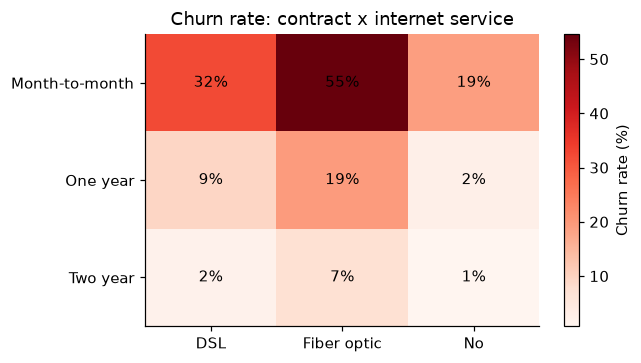 Churn rate: contract x internet service
Month-to-month
32%
55%
19%
One year
9%
19%
2%
Two year
2%
7%
1%
DSL
Fiber optic
No
50
40
30
20
10
Churn rate (%)